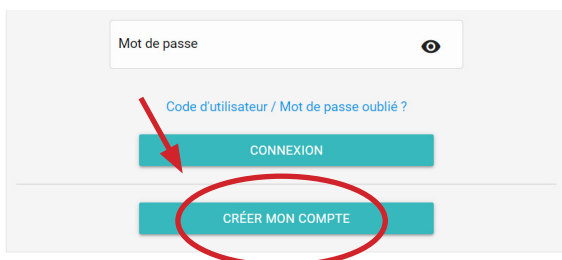 Mot de passe
Code d'utilisateur / Mot de passe oublié ?
CONNEXION
CRÉER MON COMPTE